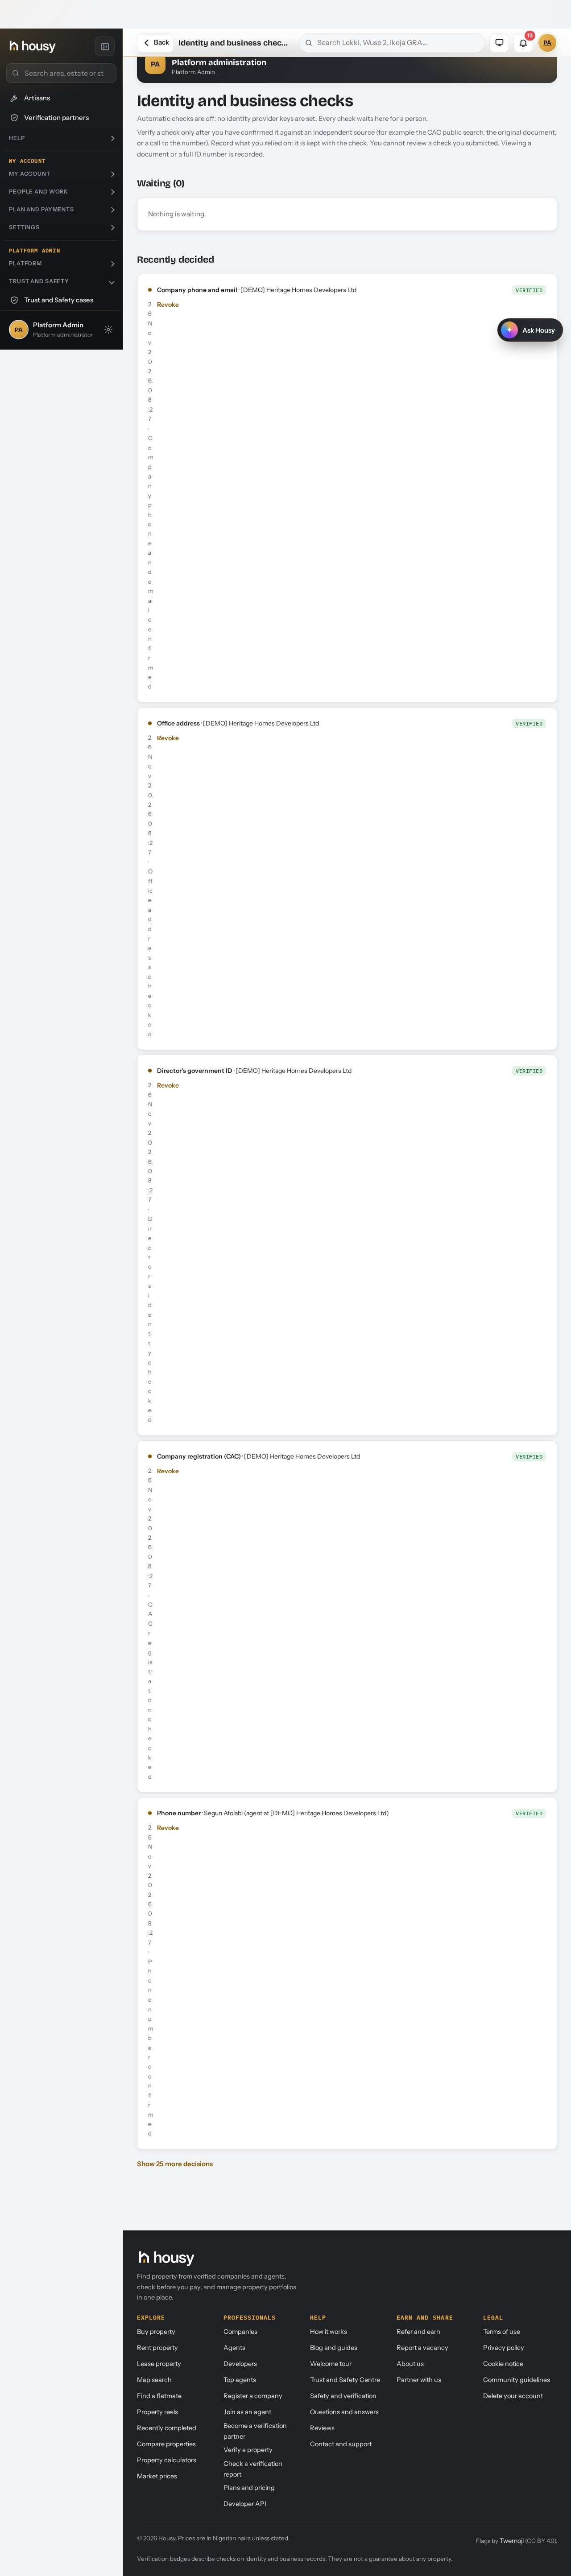 housy
Search area, estate or st
Artisans
Verification partners
HELP
MY ACCOUNT
MY ACCOUNT
PEOPLE AND WORK
PLAN AND PAYMENTS
SETTINGS
PLATFORM ADMIN
PLATFORM
TRUST AND SAFETY
Trust and Safety cases
PA
Platform Admin
Platform administrator
Back
Identity and business chec...
Search Lekki, Wuse 2, Ikeja GRA...
13
PA
PA
Platform administration
Platform Admin
Identity and business checks
Automatic checks are off: no identity provider keys are set. Every check waits here for a person.
Verify a check only after you have confirmed it against an independent source (for example the CAC public search, the original document,
or a call to the number). Record what you relied on: it is kept with the check. You cannot review a check you submitted. Viewing a
document or a full ID number is recorded.
Waiting (0)
Nothing is waiting.
Recently decided
Company phone and email · [DEMO] Heritage Homes Developers Ltd
VERIFIED
26 Nov 2026, 08:27 · Company phone and email confirmed
Revoke
Ask Housy
Office address · [DEMO] Heritage Homes Developers Ltd
VERIFIED
26 Nov 2026, 08:27 · Office address checked
Revoke
Director's government ID · [DEMO] Heritage Homes Developers Ltd
VERIFIED
26 Nov 2026, 08:27 · Director's identity checked
Revoke
Company registration (CAC) · [DEMO] Heritage Homes Developers Ltd
VERIFIED
26 Nov 2026, 08:27 · CAC registration checked
Revoke
Phone number · Segun Afolabi (agent at [DEMO] Heritage Homes Developers Ltd)
VERIFIED
26 Nov 2026, 08:27 · Phone number confirmed
Revoke
Show 25 more decisions
housy
Find property from verified companies and agents,
check before you pay, and manage property portfolios
in one place.
EXPLORE
Buy property
Rent property
Lease property
Map search
Find a flatmate
Property reels
Recently completed
Compare properties
Property calculators
Market prices
PROFESSIONALS
Companies
Agents
Developers
Top agents
Register a company
Join as an agent
Become a verification
partner
Verify a property
Check a verification
report
Plans and pricing
Developer API
HELP
How it works
Blog and guides
Welcome tour
Trust and Safety Centre
Safety and verification
Questions and answers
Reviews
Contact and support
EARN AND SHARE
Refer and earn
Report a vacancy
About us
Partner with us
LEGAL
Terms of use
Privacy policy
Cookie notice
Community guidelines
Delete your account
© 2026 Housy. Prices are in Nigerian naira unless stated.
Flags by Twemoji (CC BY 4.0).
Verification badges describe checks on identity and business records. They are not a guarantee about any property.